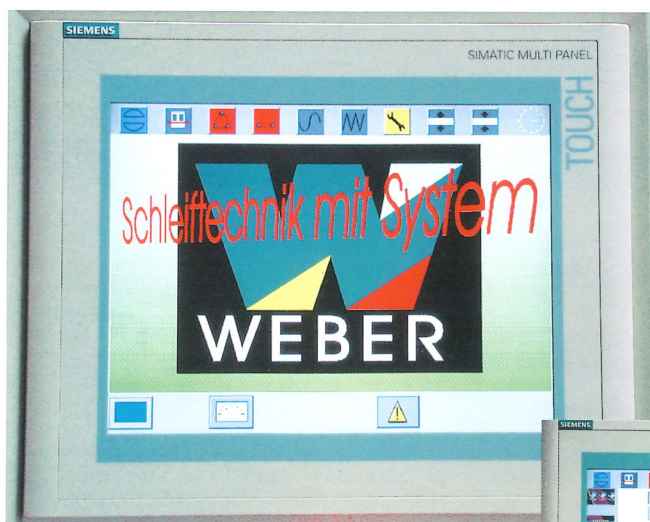 SIEMENS
SIMATIC MULTI PANEL
TOUCH
Schleiftechnik mit System
WEBER
SIEMENS